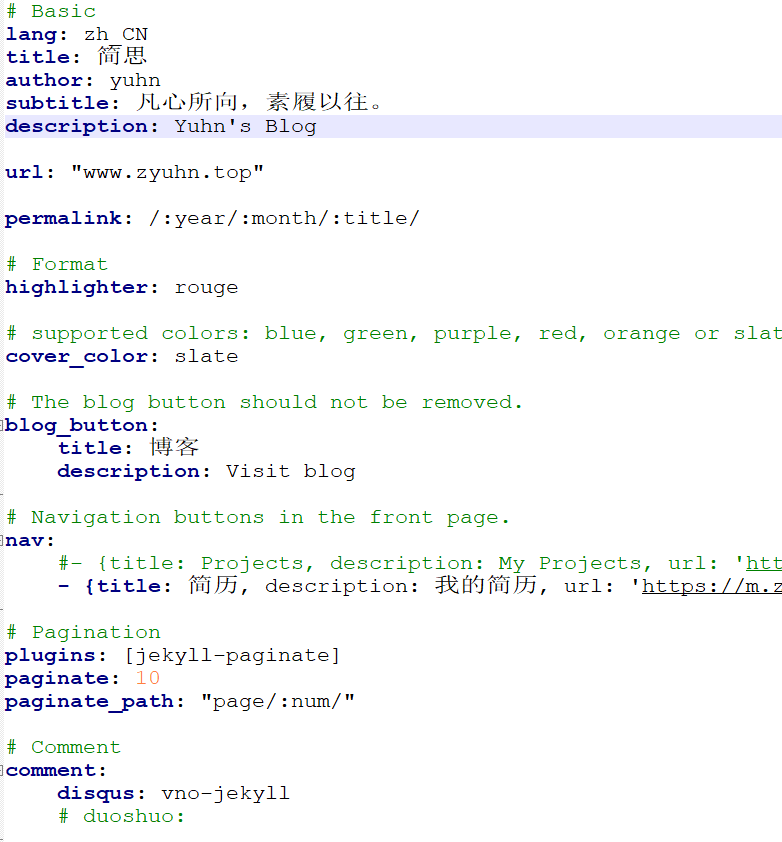 # Basic
lang: zh_CN
title: 简思
author: yuhn
subtitle: 凡心所向，素履以往。
description: Yuhn's Blog
url: "www.zyuhn.top"
permalink: /:year/:month/:title/
# Format
highlighter: rouge
# supported colors: blue, green, purple, red, orange or slat
cover_color: slate
# The blog button should not be removed.
blog_button:
title: 博客
description: Visit blog
# Navigation buttons in the front page.
nav:
#- {title: Projects, description: My Projects, url: 'htt
- {title: 简历, description: 我的简历, url: 'https://m.z
# Pagination
plugins: [jekyll-paginate]
paginate: 10
paginate_path: "page/:num/"
# Comment
comment:
disqus: vno-jekyll
# duoshuo: